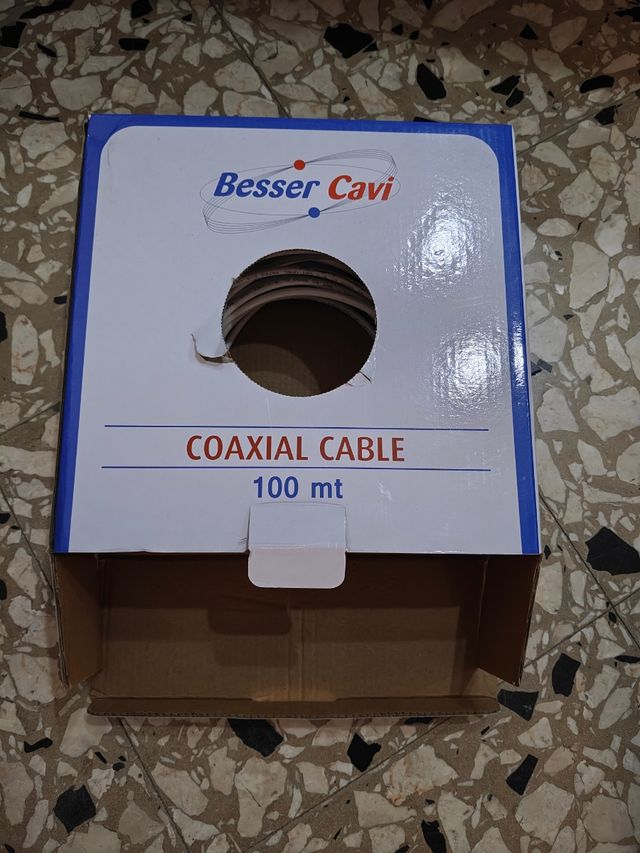 Besser Cavi
COAXIAL CABLE
100 mt